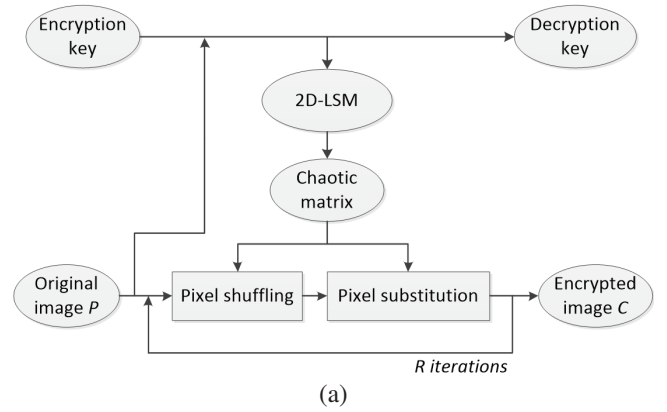 Encryption
key
Decryption
key
2D-LSM
Chaotic
matrix
Original
image P
Pixel shuffling
Pixel substitution
Encrypted
image C
R iterations
(a)